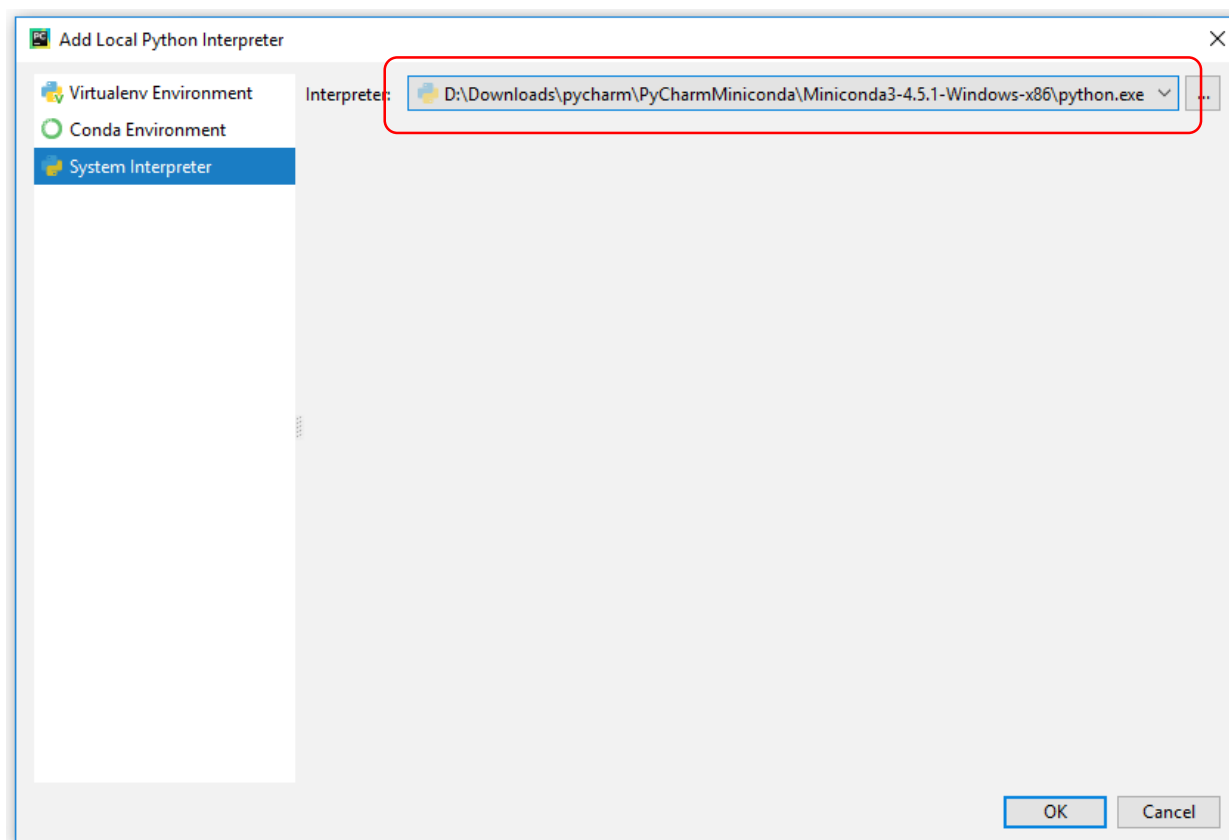 Add Local Python Interpreter
Virtualenv Environment
Conda Environment
System Interpreter
Interpreter: D:\Downloads\pycharm\PyCharmMiniconda\Miniconda3-4.5.1-Windows-x86\python.exe ...
OK Cancel